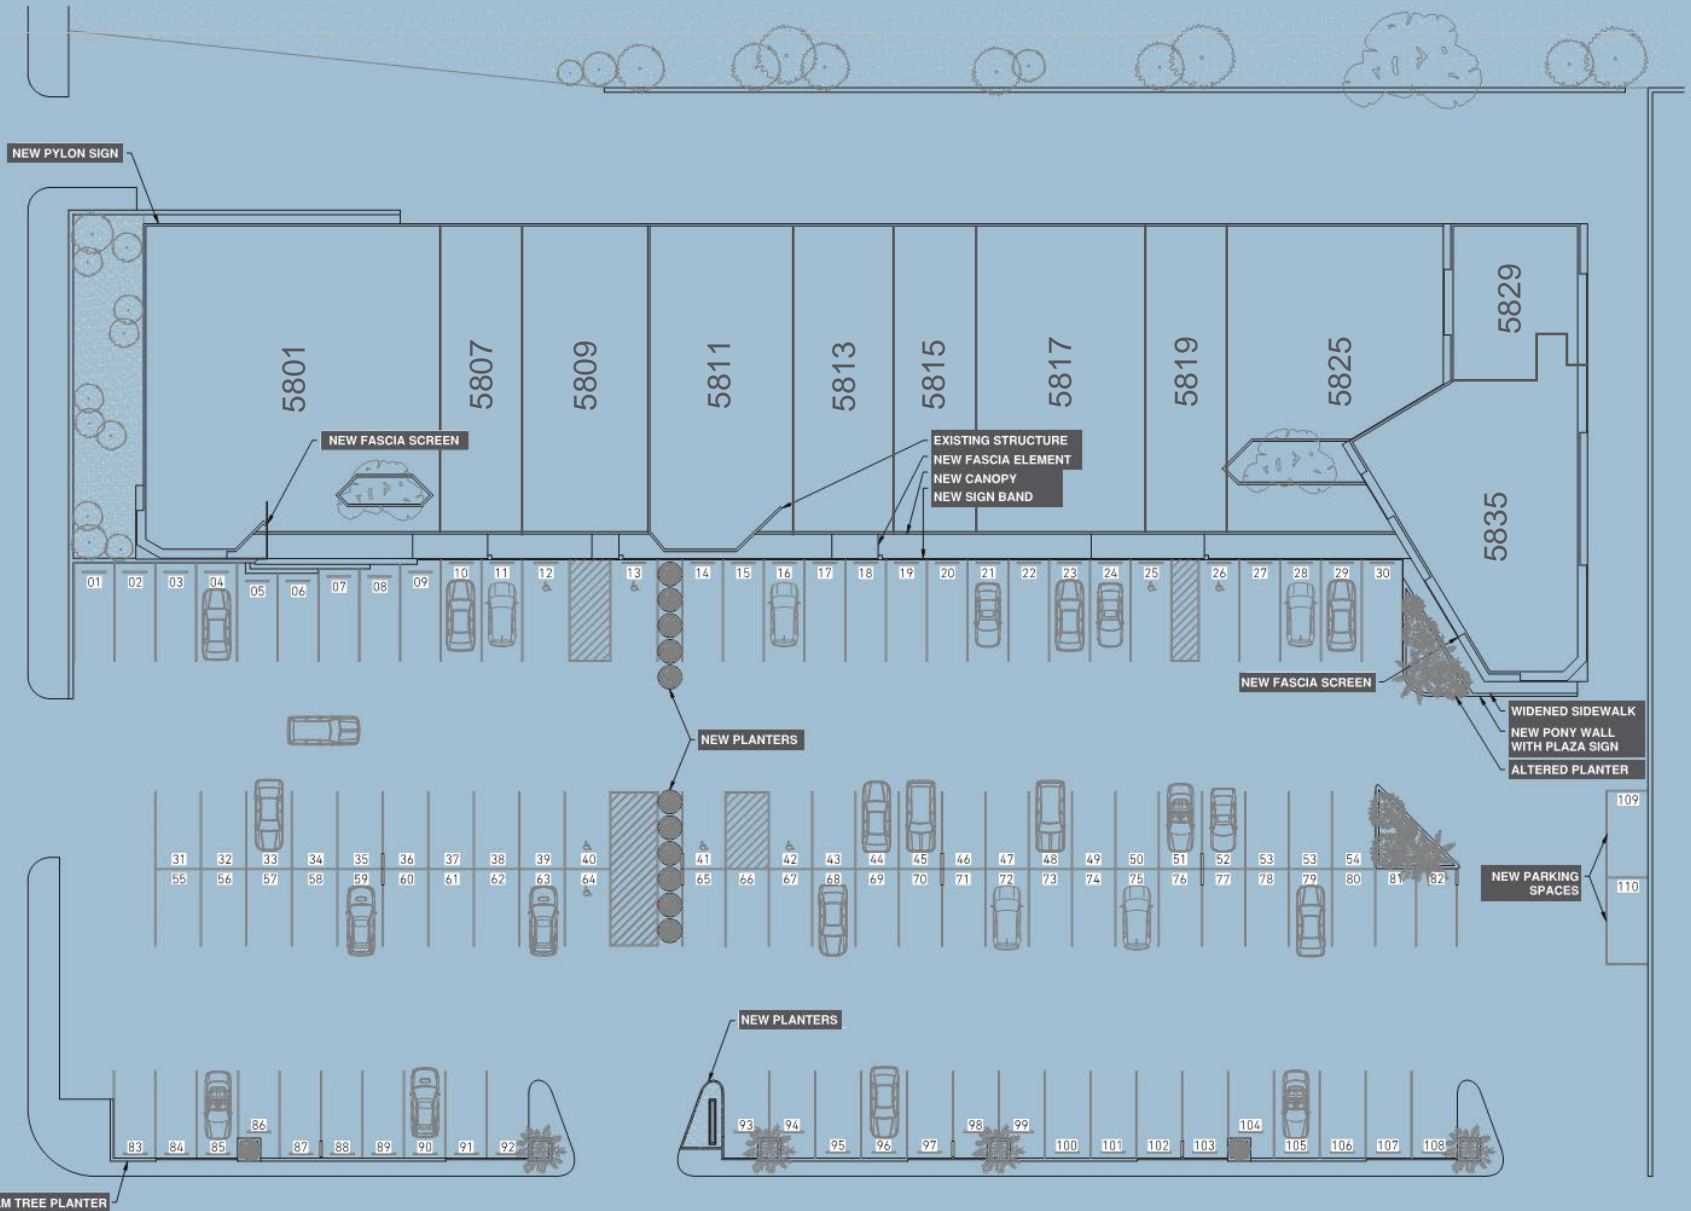 NEW PYLON SIGN
5801
5807
5809
5811
5813
5815
5817
5819
5825
5829
5835
NEW FASCIA SCREEN
EXISTING STRUCTURE
NEW FASCIA ELEMENT
NEW CANOPY
NEW SIGN BAND
01 02 03 04 05 06 07 08 09 10 11 12 13 14 15 16 17 18 19 20 21 22 23 24 25 26 27 28 29 30
NEW FASCIA SCREEN
WIDENED SIDEWALK
NEW PONY WALL
WITH PLAZA SIGN
ALTERED PLANTER
NEW PLANTERS
31 32 33 34 35 36 37 38 39 40 41 42 43 44 45 46 47 48 49 50 51 52 53 53 54
55 56 57 58 59 60 61 62 63 64 65 66 67 68 69 70 71 72 73 74 75 76 77 78 79 80 81 82
109
110
NEW PARKING
SPACES
NEW PLANTERS
83 84 85 86 87 88 89 90 91 92 93 94 95 96 97 98 99 100 101 102 103 104 105 106 107 108
TREE PLANTER